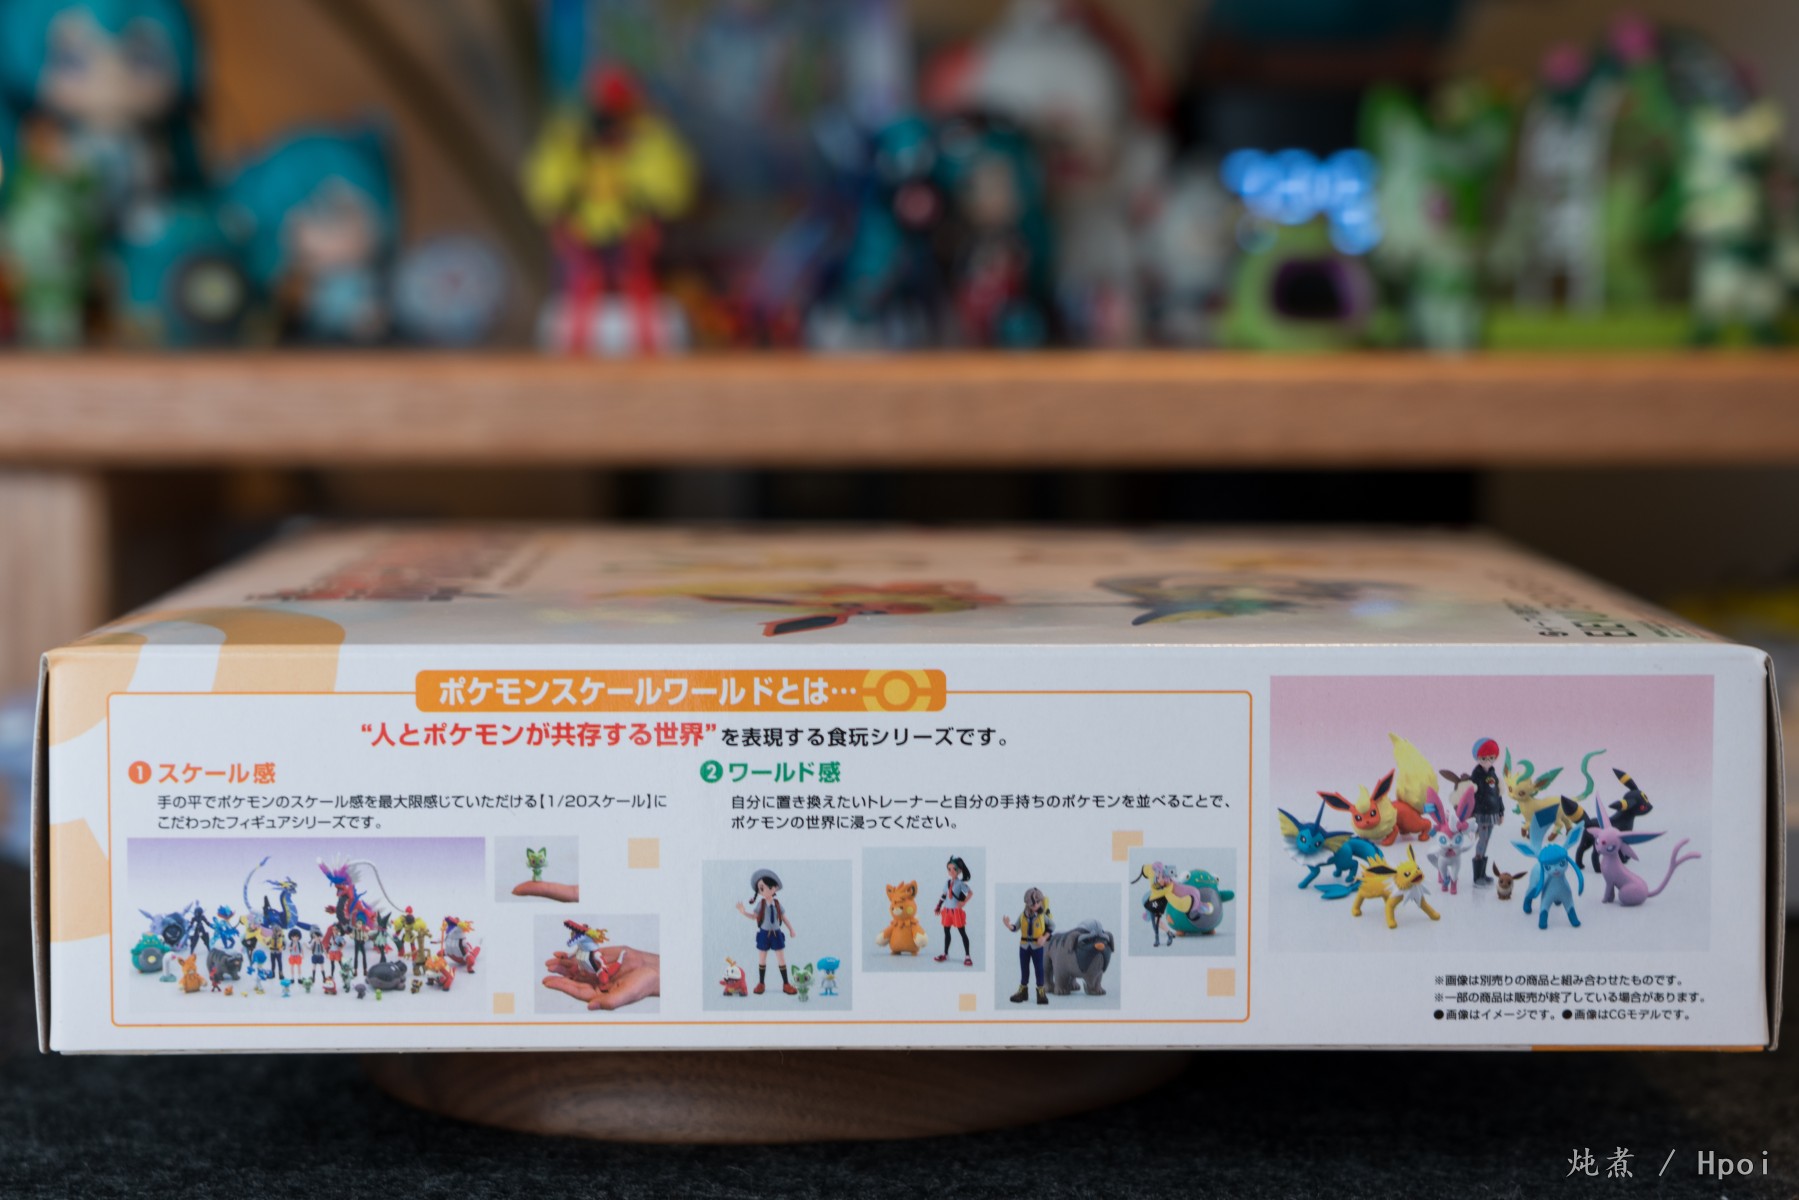 ポケモンスケールワールドとは…
“人とポケモンが共存する世界”を表現する食玩シリーズです。
1 スケール感
手の平でポケモンのスケール感を最大限感じていただける【1/20スケール】に
こだわったフィギュアシリーズです。
2 ワールド感
自分に置き換えたいトレーナーと自分の手持ちのポケモンを並べることで、
ポケモンの世界に浸ってください。
※画像は別売りの商品と組み合わせたものです。
※一部の商品は販売が終了している場合があります。
●画像はイメージです。●画像はCGモデルです。
炖煮 / Hpoi